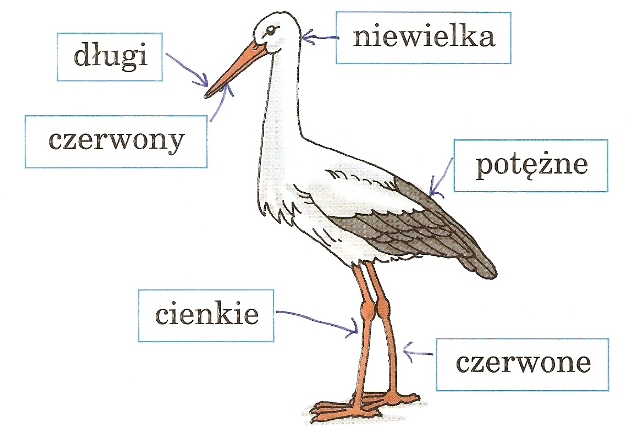 niewielka
długi
czerwony
potężne
cienkie
czerwone